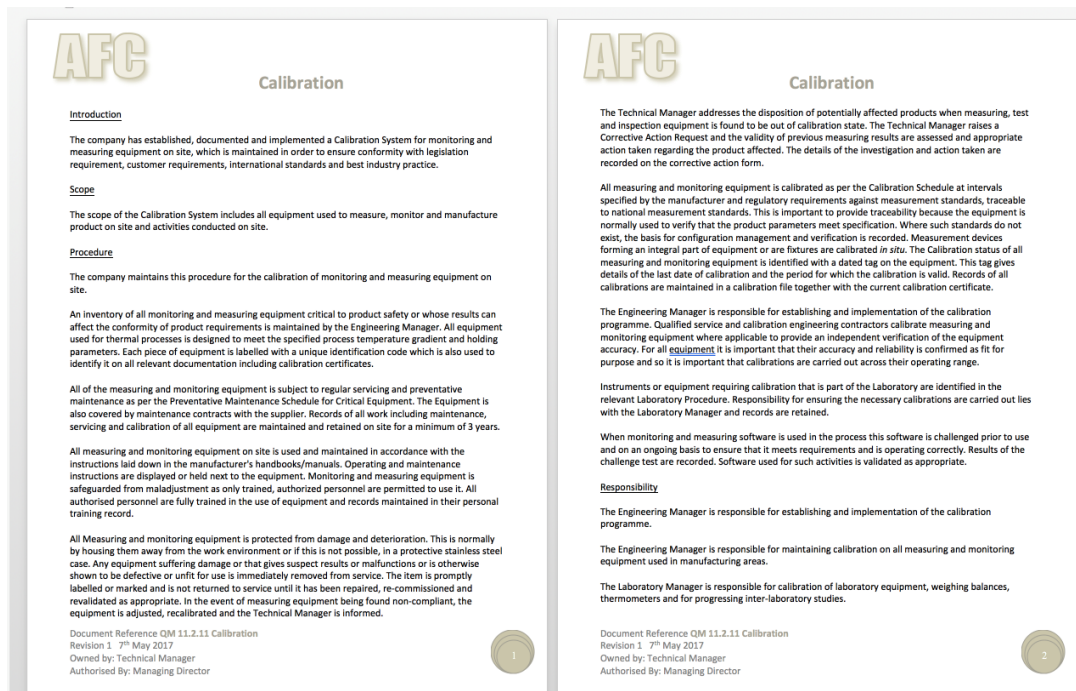 AFC
Calibration
Introduction
The company has established, documented and implemented a Calibration System for monitoring and
measuring equipment on site, which is maintained in order to ensure conformity with legislation
requirement, customer requirements, international standards and best industry practice.
Scope
The scope of the Calibration System includes all equipment used to measure, monitor and manufacture
product on site and activities conducted on site.
Procedure
The company maintains this procedure for the calibration of monitoring and measuring equipment on
site.
An inventory of all monitoring and measuring equipment critical to product safety or whose results can
affect the conformity of product requirements is maintained by the Engineering Manager. All equipment
used for thermal processes is designed to meet the specified process temperature gradient and holding
parameters. Each piece of equipment is labelled with a unique identification code which is also used to
identify it on all relevant documentation including calibration certificates.
All of the measuring and monitoring equipment is subject to regular servicing and preventative
maintenance as per the Preventative Maintenance Schedule for Critical Equipment. The Equipment is
also covered by maintenance contracts with the supplier. Records of all work including maintenance,
servicing and calibration of all equipment are maintained and retained on site for a minimum of 3 years.
All measuring and monitoring equipment on site is used and maintained in accordance with the
instructions laid down in the manufacturer's handbooks/manuals. Operating and maintenance
instructions are displayed or held next to the equipment. Monitoring and measuring equipment is
safeguarded from maladjustment as only trained, authorized personnel are permitted to use it. All
authorised personnel are fully trained in the use of equipment and records maintained in their personal
training record.
All Measuring and monitoring equipment is protected from damage and deterioration. This is normally
by housing them away from the work environment or if this is not possible, in a protective stainless steel
case. Any equipment suffering damage or that gives suspect results or malfunctions or is otherwise
shown to be defective or unfit for use is immediately removed from service. The item is promptly
labelled or marked and is not returned to service until it has been repaired, re-commissioned and
revalidated as appropriate. In the event of measuring equipment being found non-compliant, the
equipment is adjusted, recalibrated and the Technical Manager is informed.
Document Reference QM 11.2.11 Calibration
Revision 1 7th May 2017
Owned by: Technical Manager
Authorised By: Managing Director
1
AFC
Calibration
The Technical Manager addresses the disposition of potentially affected products when measuring, test
and inspection equipment is found to be out of calibration state. The Technical Manager raises a
Corrective Action Request and the validity of previous measuring results are assessed and appropriate
action taken regarding the product affected. The details of the investigation and action taken are
recorded on the corrective action form.
All measuring and monitoring equipment is calibrated as per the Calibration Schedule at intervals
specified by the manufacturer and regulatory requirements against measurement standards, traceable
to national measurement standards. This is important to provide traceability because the equipment is
normally used to verify that the product parameters meet specification. Where such standards do not
exist, the basis for configuration management and verification is recorded. Measurement devices
forming an integral part of equipment or are fixtures are calibrated in situ. The Calibration status of all
measuring and monitoring equipment is identified with a dated tag on the equipment. This tag gives
details of the last date of calibration and the period for which the calibration is valid. Records of all
calibrations are maintained in a calibration file together with the current calibration certificate.
The Engineering Manager is responsible for establishing and implementation of the calibration
programme. Qualified service and calibration engineering contractors calibrate measuring and
monitoring equipment where applicable to provide an independent verification of the equipment
accuracy. For all equipment it is important that their accuracy and reliability is confirmed as fit for
purpose and so it is important that calibrations are carried out across their operating range.
Instruments or equipment requiring calibration that is part of the Laboratory are identified in the
relevant Laboratory Procedure. Responsibility for ensuring the necessary calibrations are carried out lies
with the Laboratory Manager and records are retained.
When monitoring and measuring software is used in the process this software is challenged prior to use
and on an ongoing basis to ensure that it meets requirements and is operating correctly. Results of the
challenge test are recorded. Software used for such activities is validated as appropriate.
Responsibility
The Engineering Manager is responsible for establishing and implementation of the calibration
programme.
The Engineering Manager is responsible for maintaining calibration on all measuring and monitoring
equipment used in manufacturing areas.
The Laboratory Manager is responsible for calibration of laboratory equipment, weighing balances,
thermometers and for progressing inter-laboratory studies.
Document Reference QM 11.2.11 Calibration
Revision 1 7th May 2017
Owned by: Technical Manager
Authorised By: Managing Director
2